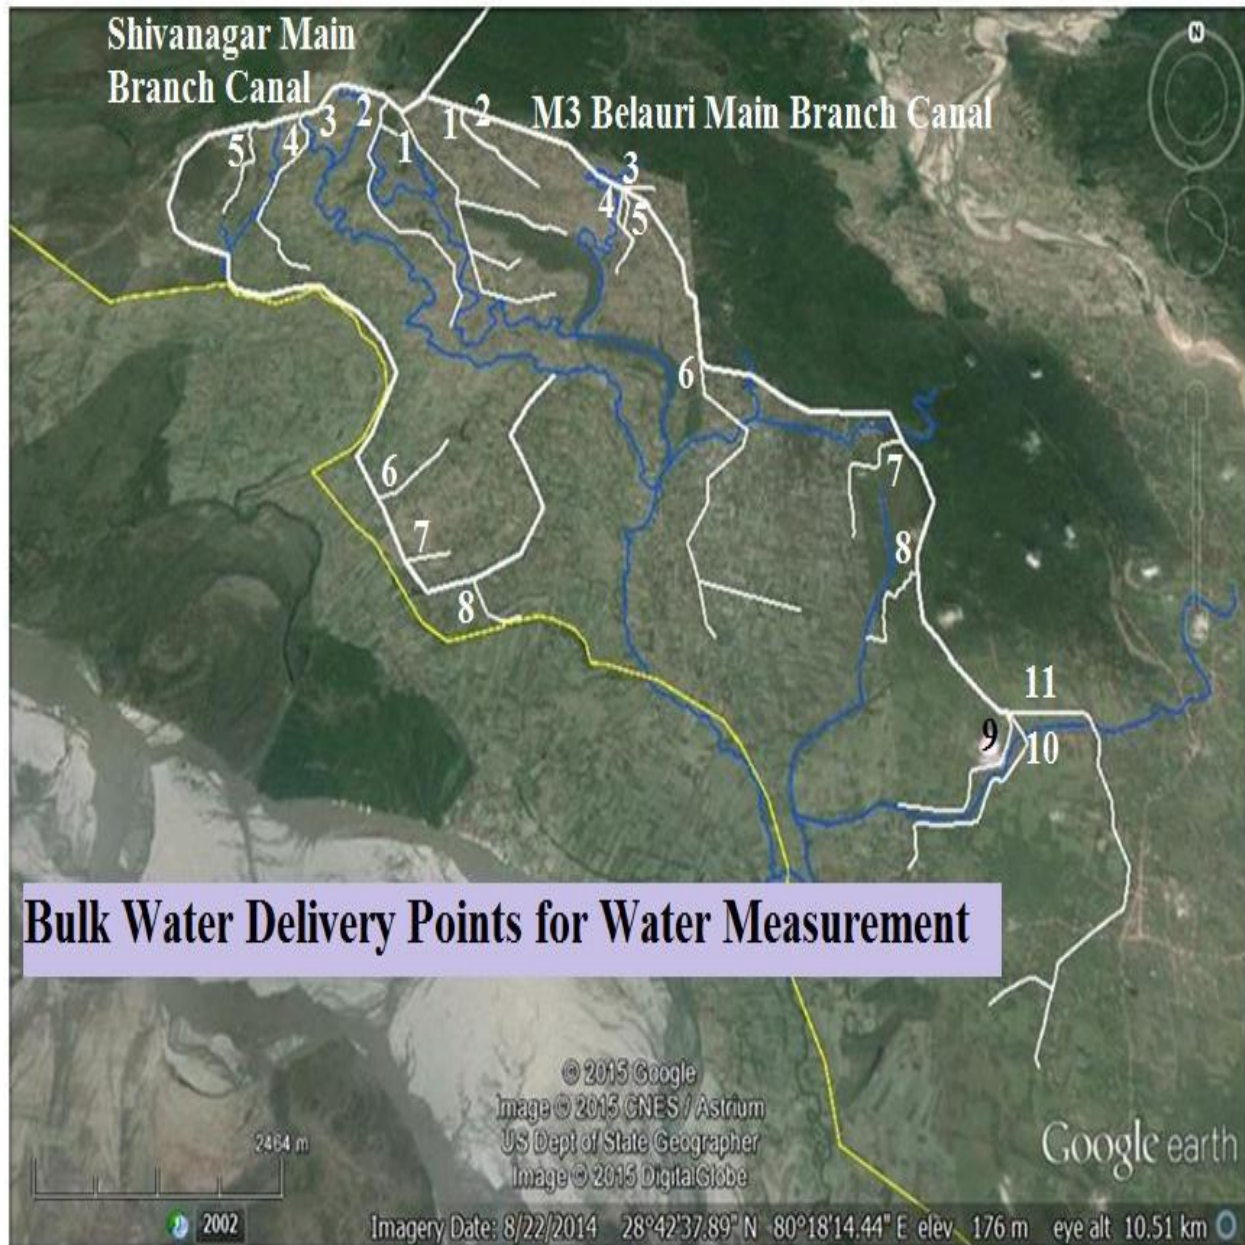 Shivanagar Main
Branch Canal
3
2
1
2
M3 Belauri Main Branch Canal
5
4
1
3
4
5
6
6
7
7
8
8
11
9
10
N
Bulk Water Delivery Points for Water Measurement
© 2015 Google
Image © 2015 CNES / Astrium
US Dept of State Geographer
Image © 2015 DigitalGlobe
2464 m
Google earth
2002
Imagery Date: 8/22/2014 28°42'37.89" N 80°18'14.44" E elev 176 m eye alt 10.51 km